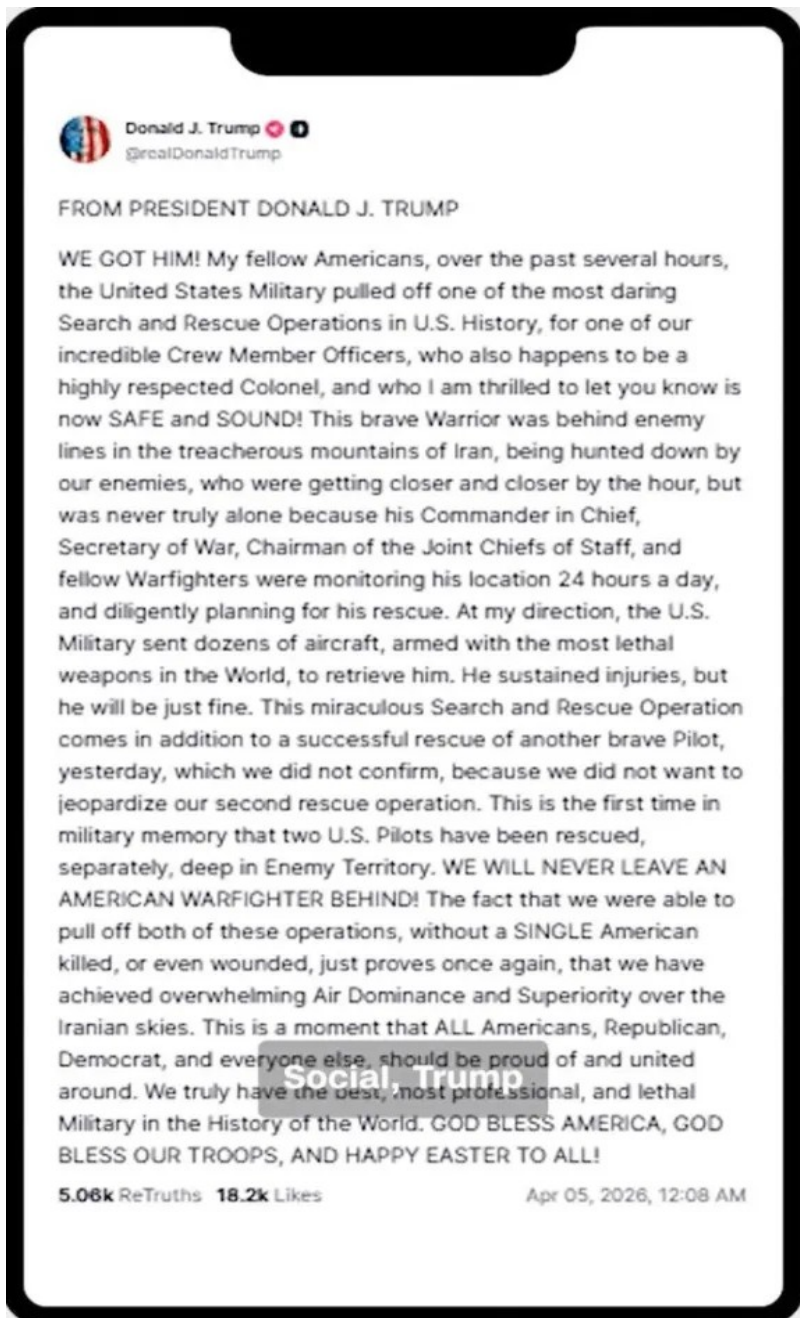 Donald J. Trump
@realDonaldTrump
FROM PRESIDENT DONALD J. TRUMP
WE GOT HIM! My fellow Americans, over the past several hours,
the United States Military pulled off one of the most daring
Search and Rescue Operations in U.S. History, for one of our
incredible Crew Member Officers, who also happens to be a
highly respected Colonel, and who I am thrilled to let you know is
now SAFE and SOUND! This brave Warrior was behind enemy
lines in the treacherous mountains of Iran, being hunted down by
our enemies, who were getting closer and closer by the hour, but
was never truly alone because his Commander in Chief,
Secretary of War, Chairman of the Joint Chiefs of Staff, and
fellow Warfighters were monitoring his location 24 hours a day,
and diligently planning for his rescue. At my direction, the U.S.
Military sent dozens of aircraft, armed with the most lethal
weapons in the World, to retrieve him. He sustained injuries, but
he will be just fine. This miraculous Search and Rescue Operation
comes in addition to a successful rescue of another brave Pilot,
yesterday, which we did not confirm, because we did not want to
jeopardize our second rescue operation. This is the first time in
military memory that two U.S. Pilots have been rescued,
separately, deep in Enemy Territory. WE WILL NEVER LEAVE AN
AMERICAN WARFIGHTER BEHIND! The fact that we were able to
pull off both of these operations, without a SINGLE American
killed, or even wounded, just proves once again, that we have
achieved overwhelming Air Dominance and Superiority over the
Iranian skies. This is a moment that ALL Americans, Republican,
Democrat, and everyone else, should be proud of and united
around. We truly have the best, most professional, and lethal
Social, Trump
Military in the History of the World. GOD BLESS AMERICA, GOD
BLESS OUR TROOPS, AND HAPPY EASTER TO ALL!
5.06k ReTruths 18.2k Likes Apr 05, 2026, 12:08 AM